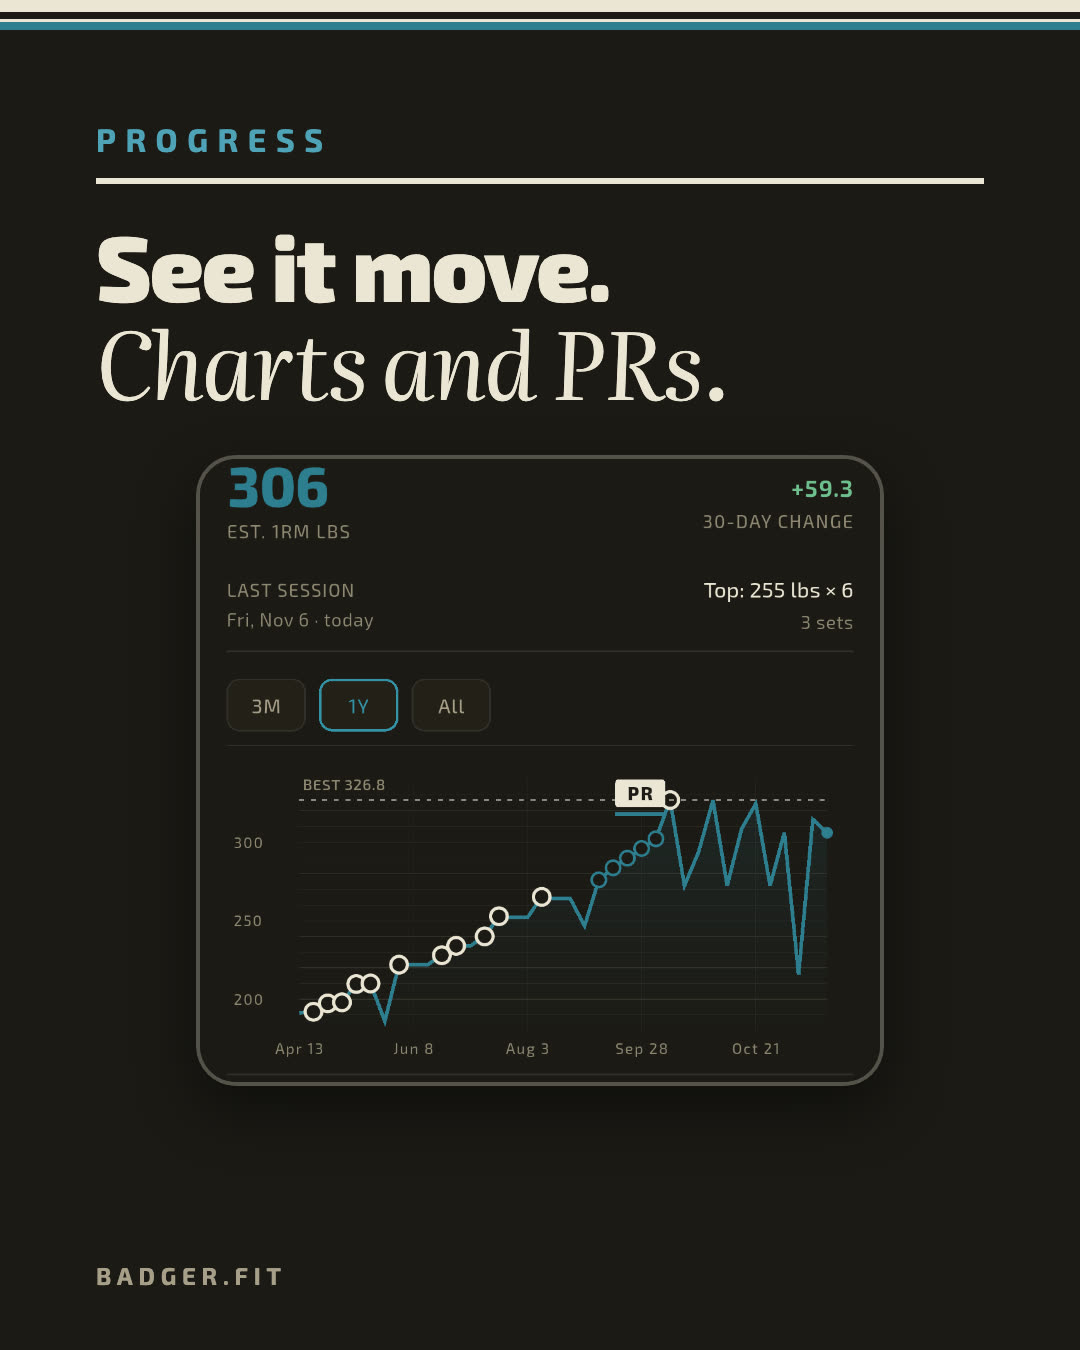 PROGRESS
See it move.
Charts and PRs.
306
+59.3
EST. 1RM LBS
30-DAY CHANGE
LAST SESSION
Top: 255 lbs × 6
Fri, Nov 6 · today
3 sets
3M 1Y All
BEST 326.8
PR
300
250
200
Apr 13 Jun 8 Aug 3 Sep 28 Oct 21
BADGER.FIT